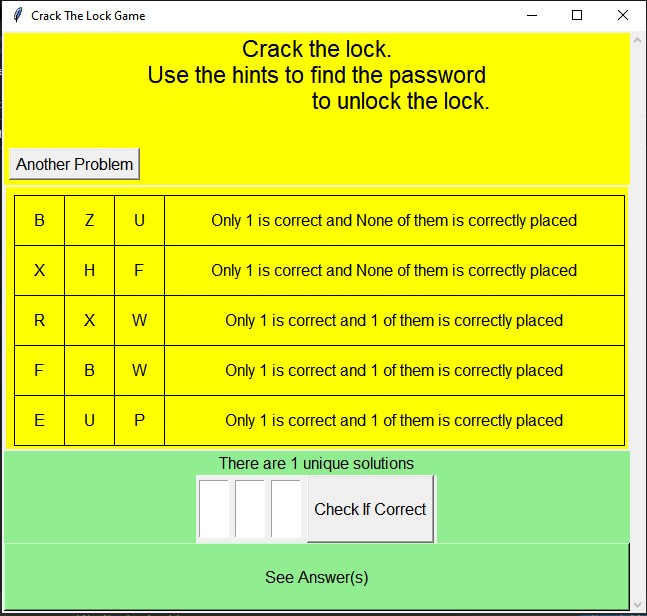 Crack The Lock Game
Crack the lock.
Use the hints to find the password
to unlock the lock.
Another Problem
B Z U Only 1 is correct and None of them is correctly placed
X H F Only 1 is correct and None of them is correctly placed
R X W Only 1 is correct and 1 of them is correctly placed
F B W Only 1 is correct and 1 of them is correctly placed
E U P Only 1 is correct and 1 of them is correctly placed
There are 1 unique solutions
Check If Correct
See Answer(s)